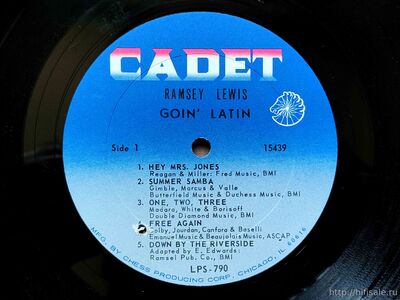 CADET
RAMSEY LEWIS
GOIN' LATIN
Side 1
15439
1. HEY MRS. JONES
Reagan & Miller: Fred Music, BMI
2. SUMMER SAMBA
Gimble, Marcus & Valle
Butterfield Music & Duchess Music, BMI
3. ONE, TWO, THREE
Madara, White & Borisoff
Double Diamond Music, BMI
4. FREE AGAIN
Colby, Jourdan, Canfora & Baselli
Emanuel Music & Beaujolais Music, ASCAP
5. DOWN BY THE RIVERSIDE
Adapted by E. Edwards:
Ramsel Pub. Co., BMI
LPS-790
MFG. BY CHESS PRODUCING CORP., CHICAGO, IL 60616
http://hifisale.ru